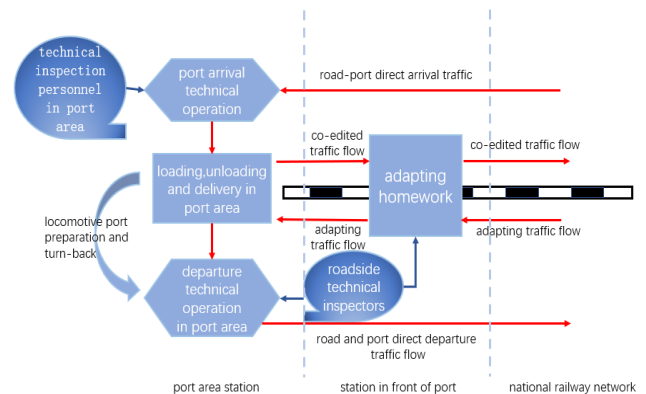 technical
inspection
personnel
in port
area
port arrival
technical
operation
road-port direct arrival traffic
co-edited
traffic flow
co-edited traffic flow
loading,unloading
and delivery in
port area
adapting
homework
locomotive port
preparation and
turn-back
adapting
traffic flow
adapting traffic flow
departure
technical
operation
in port area
roadside
technical
inspectors
road and port direct departure
traffic flow
port area station
station in front of port
national railway network